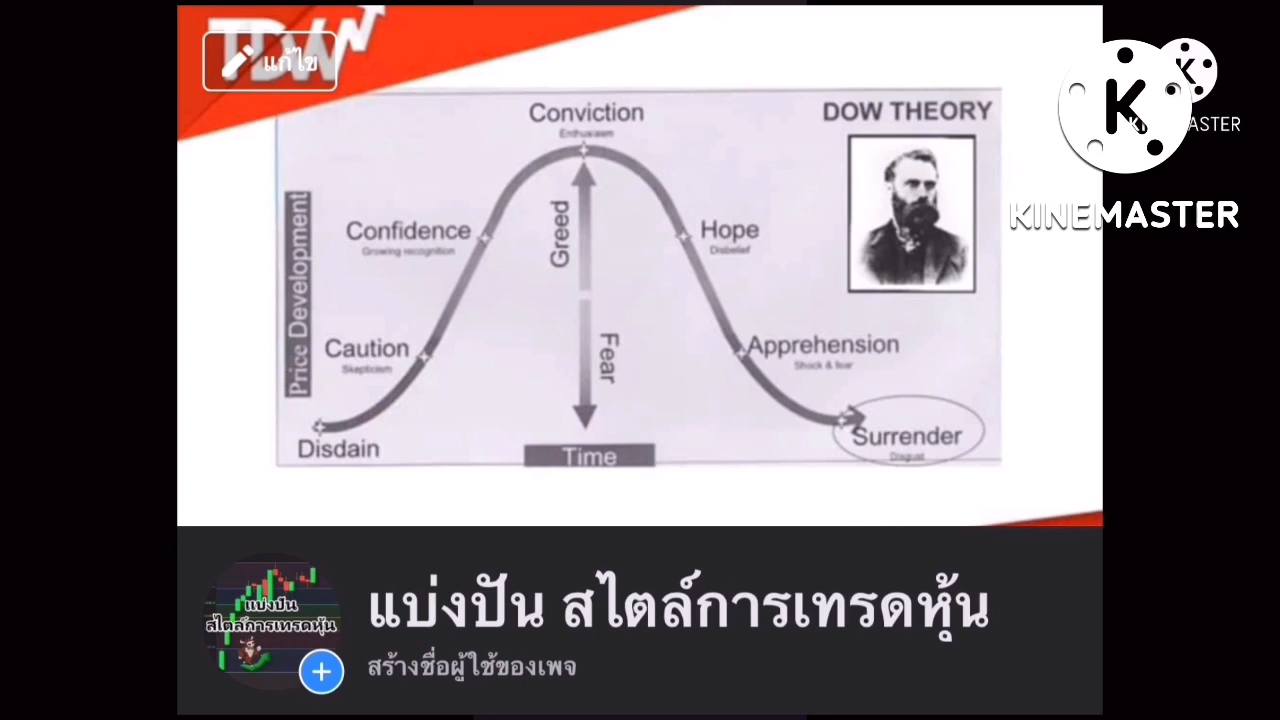 TDW
แก้ไข
Conviction
Enthusiasm
DOW THEORY
K
K
KINEMASTER
KINEMASTER
Price Development
Confidence
Growing recognition
Greed
Hope
Disbelief
Caution
Skepticism
Fear
Apprehension
Shock & fear
Disdain
Time
Surrender
Disgust
แบ่งปัน
สไตล์การเทรดหุ้น
แบ่งปัน สไตล์การเทรดหุ้น
สร้างชื่อผู้ใช้ของเพจ